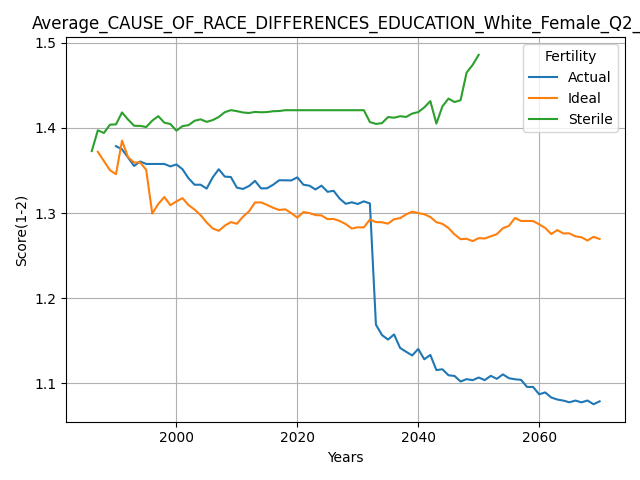 Average_CAUSE_OF_RACE_DIFFERENCES_EDUCATION_White_Female_Q2_
1.5
1.4
1.3
1.2
1.1
Score(1-2)
2000 2020 2040 2060
Years
Fertility
Actual
Ideal
Sterile